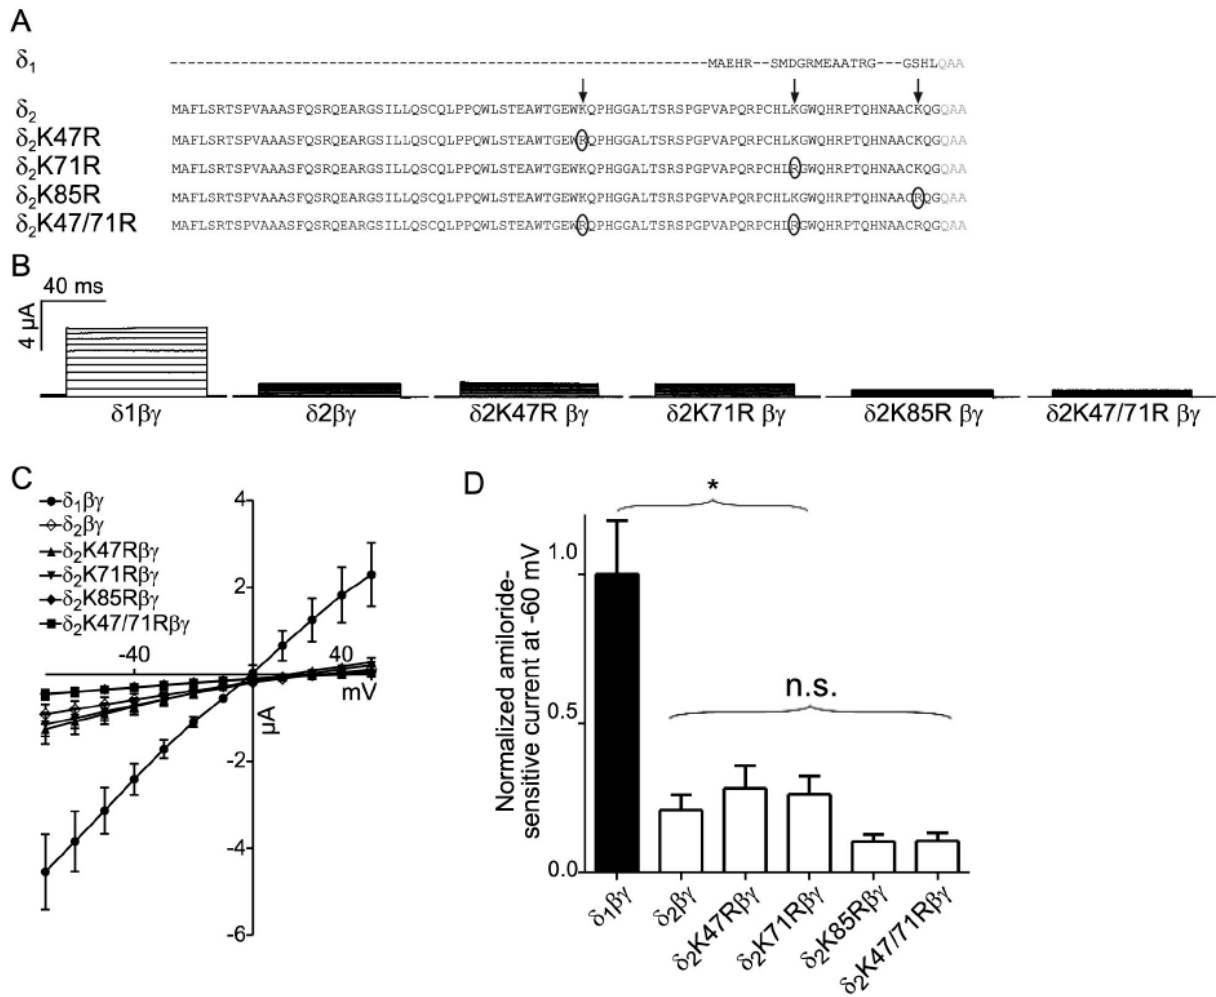 A
δ1 ------------------------------------------------------------MAEHR--SMDGRMEAATRG---GSHLQAA
δ2 MAFLSRTSPVAAASFQSRQEARGSILLQSCQLPPQWLSTEAWTGEWKQPHGGALTSRSPGPVAPQRPCHLKGWQHRPTQHNAACKQGQAA
δ2K47R MAFLSRTSPVAAASFQSRQEARGSILLQSCQLPPQWLSTEAWTGEWRQPHGGALTSRSPGPVAPQRPCHLKGWQHRPTQHNAACKQGQAA
δ2K71R MAFLSRTSPVAAASFQSRQEARGSILLQSCQLPPQWLSTEAWTGEWKQPHGGALTSRSPGPVAPQRPCHLRGWQHRPTQHNAACKQGQAA
δ2K85R MAFLSRTSPVAAASFQSRQEARGSILLQSCQLPPQWLSTEAWTGEWKQPHGGALTSRSPGPVAPQRPCHLKGWQHRPTQHNAACRQGQAA
δ2K47/71R MAFLSRTSPVAAASFQSRQEARGSILLQSCQLPPQWLSTEAWTGEWRQPHGGALTSRSPGPVAPQRPCHLRGWQHRPTQHNAACRQGQAA
B
40 ms
4 µA
δ1βγ δ2βγ δ2K47R βγ δ2K71R βγ δ2K85R βγ δ2K47/71R βγ
C
δ1βγ
δ2βγ
δ2K47Rβγ
δ2K71Rβγ
δ2K85Rβγ
δ2K47/71Rβγ
4
2
-40 40
mV
µA
-2
-4
-6
D
*
n.s.
Normalized amiloride-
sensitive current at -60 mV
1.0
0.5
0.0
δ1βγ
δ2βγ
δ2K47Rβγ
δ2K71Rβγ
δ2K85Rβγ
δ2K47/71Rβγ